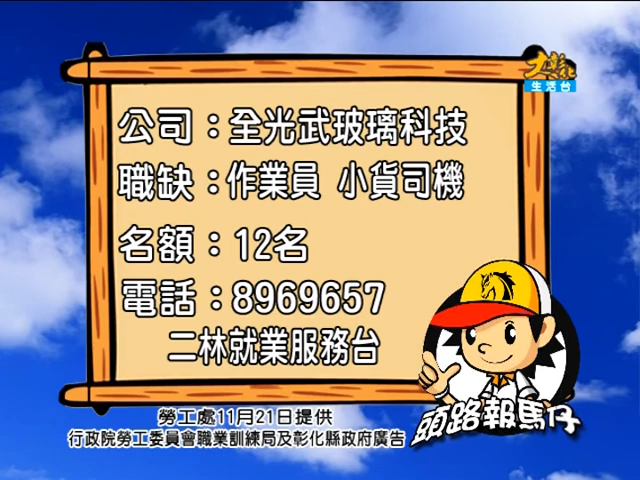 大彰化
生活台
公司：全光武玻璃科技
職缺：作業員 小貨司機
名額：12名
電話：8969657
二林就業服務台
頭路報馬仔
勞工處11月21日提供
行政院勞工委員會職業訓練局及彰化縣政府廣告